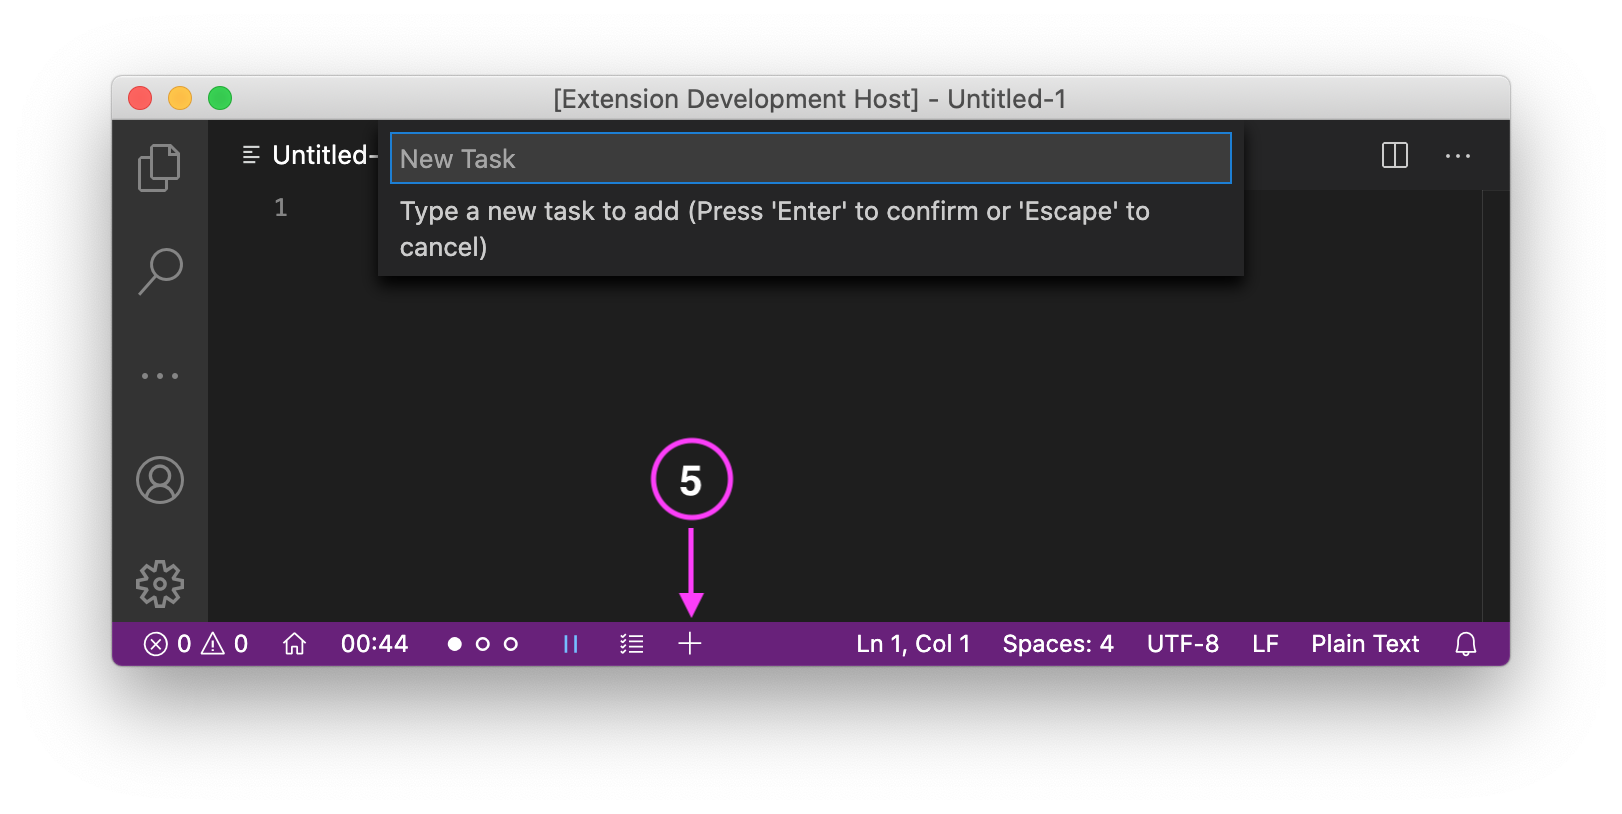 [Extension Development Host] - Untitled-1
Untitled-
New Task
1
Type a new task to add (Press 'Enter' to confirm or 'Escape' to
cancel)
5
0 0 00:44 Ln 1, Col 1 Spaces: 4 UTF-8 LF Plain Text